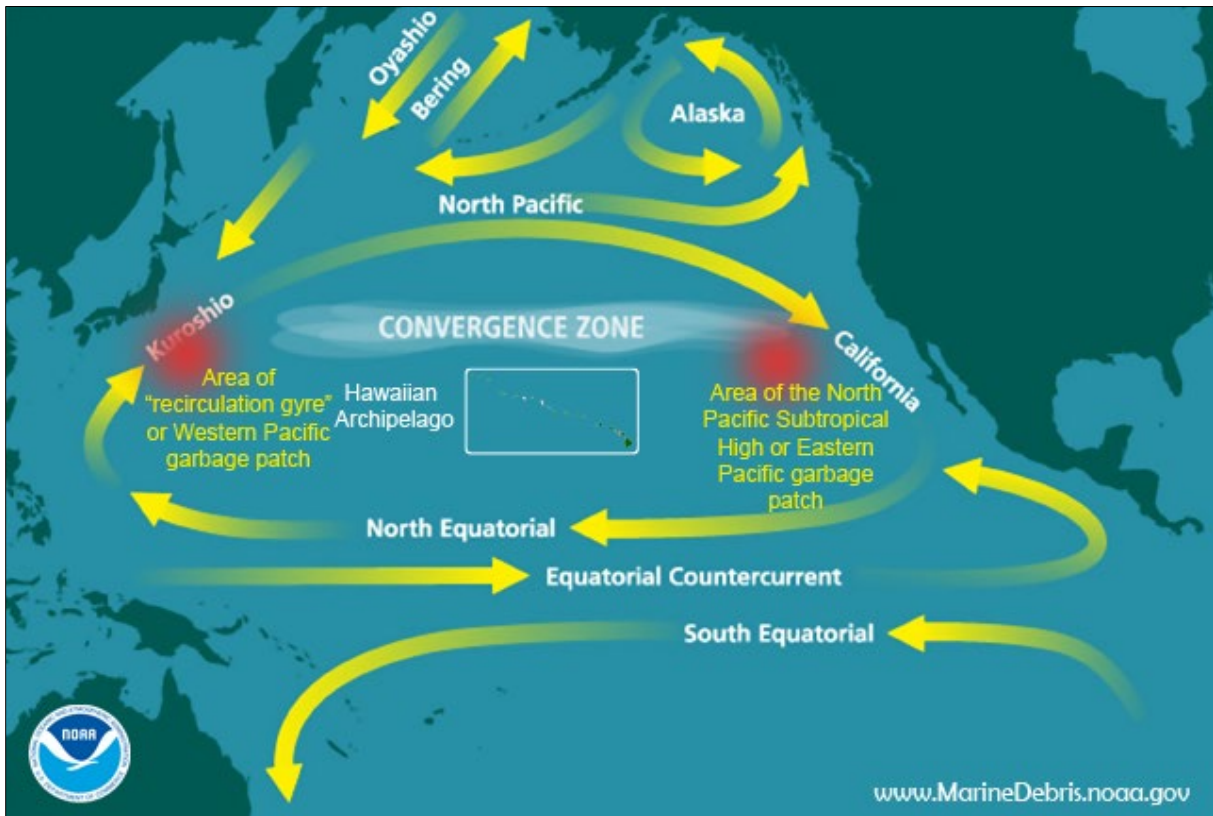 Oyashio
Bering
Alaska
North Pacific
Kuroshio
CONVERGENCE ZONE
California
Area of
“recirculation gyre”
or Western Pacific
garbage patch
Hawaiian
Archipelago
Area of the North
Pacific Subtropical
High or Eastern
Pacific garbage
patch
North Equatorial
Equatorial Countercurrent
South Equatorial
NOAA
www.MarineDebris.noaa.gov